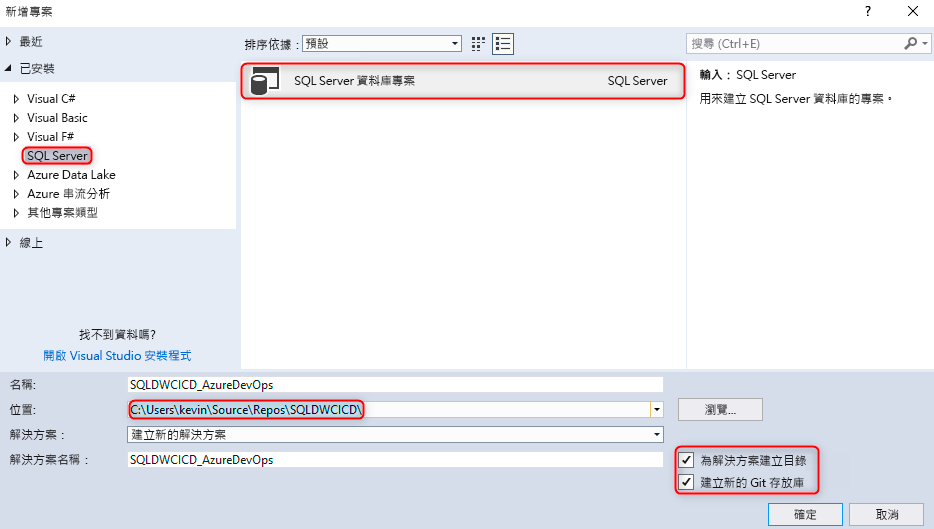 新增專案
?
最近
已安裝
Visual C#
Visual Basic
Visual F#
SQL Server
Azure Data Lake
Azure 串流分析
其他專案類型
線上
找不到資料嗎?
開啟 Visual Studio 安裝程式
排序依據：
預設
SQL Server 資料庫專案
SQL Server
搜尋 (Ctrl+E)
輸入： SQL Server
用來建立 SQL Server 資料庫的專案。
名稱:
SQLDWCICD_AzureDevOps
位置:
C:\Users\kevin\Source\Repos\SQLDWCICD\
瀏覽...
解決方案：
建立新的解決方案
解決方案名稱：
SQLDWCICD_AzureDevOps
為解決方案建立目錄
建立新的 Git 存放庫
確定
取消